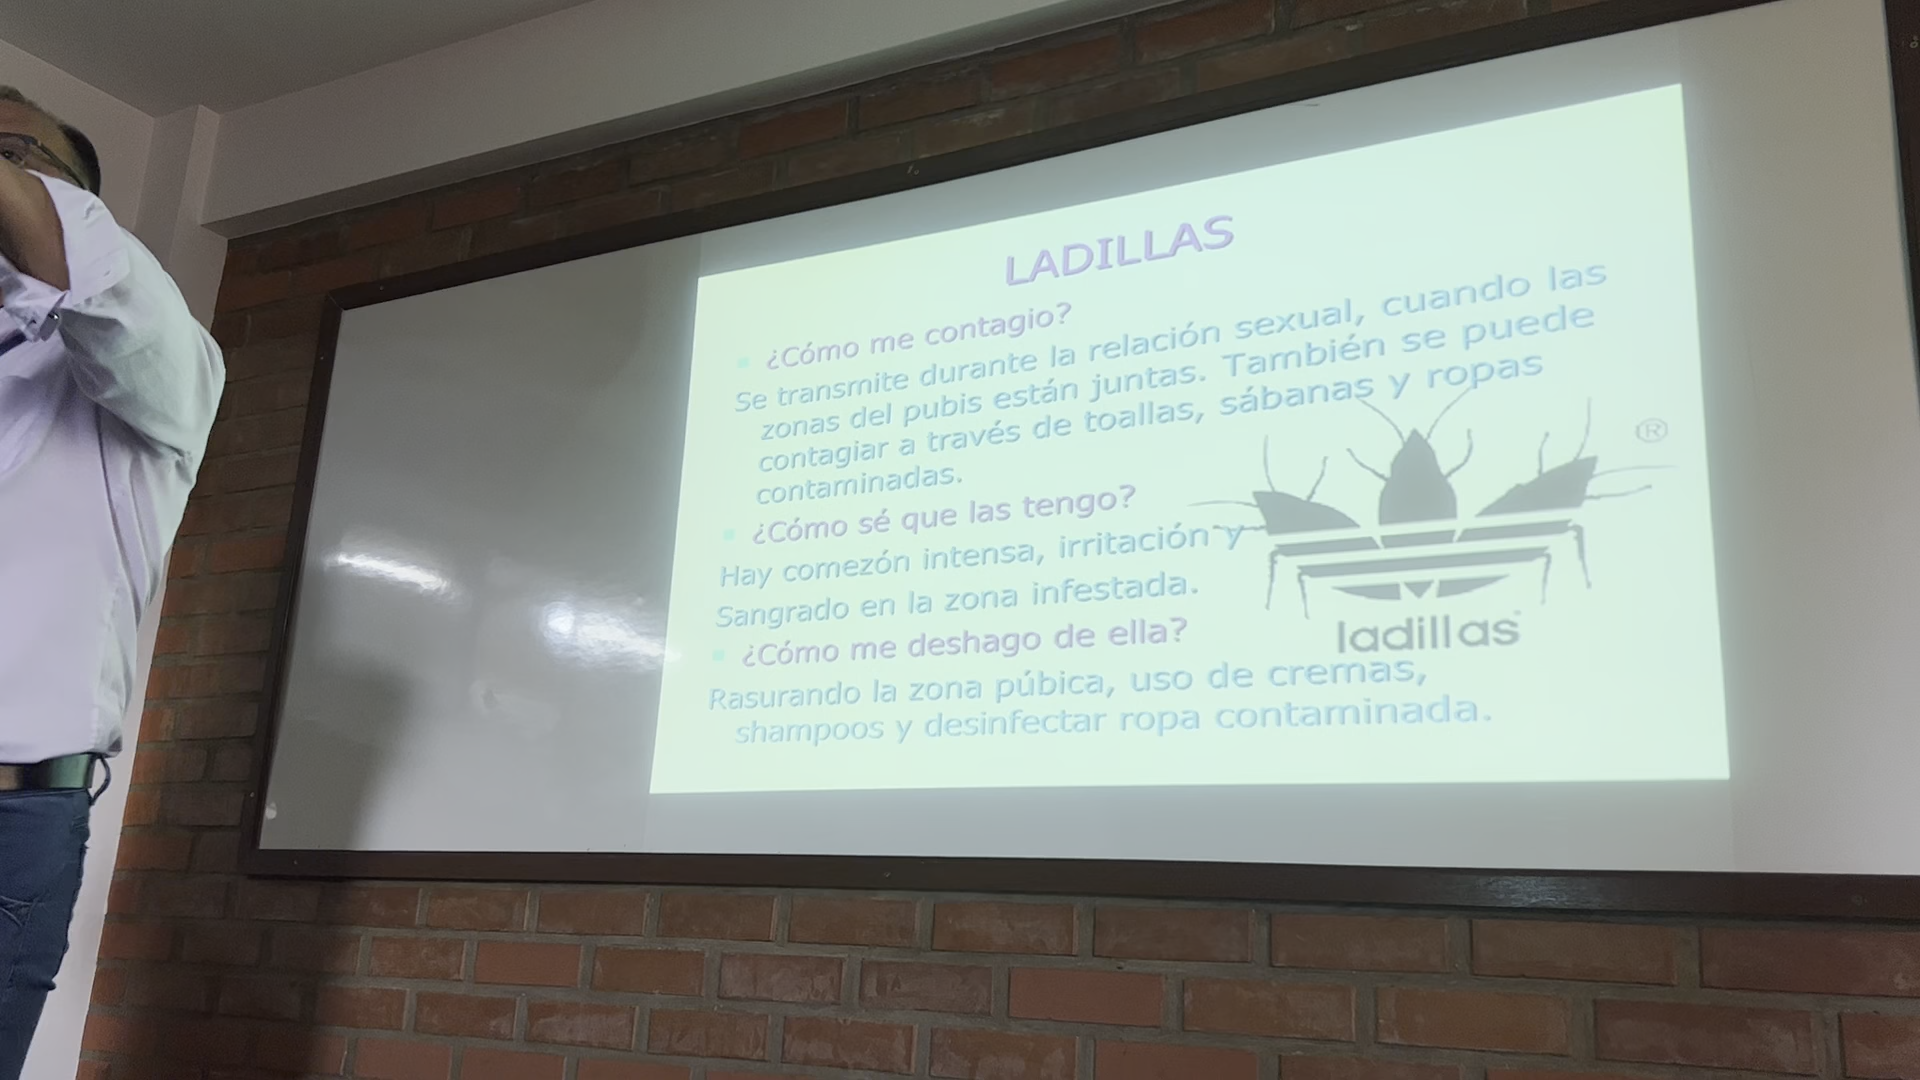 LADILLAS
¿Cómo me contagio?
Se transmite durante la relación sexual, cuando las
zonas del pubis están juntas. También se puede
contagiar a través de toallas, sábanas y ropas
contaminadas.
¿Cómo sé que las tengo?
Hay comezón intensa, irritación y
Sangrado en la zona infestada.
¿Cómo me deshago de ella?
Rasurando la zona púbica, uso de cremas,
shampoos y desinfectar ropa contaminada.
®
ladillas